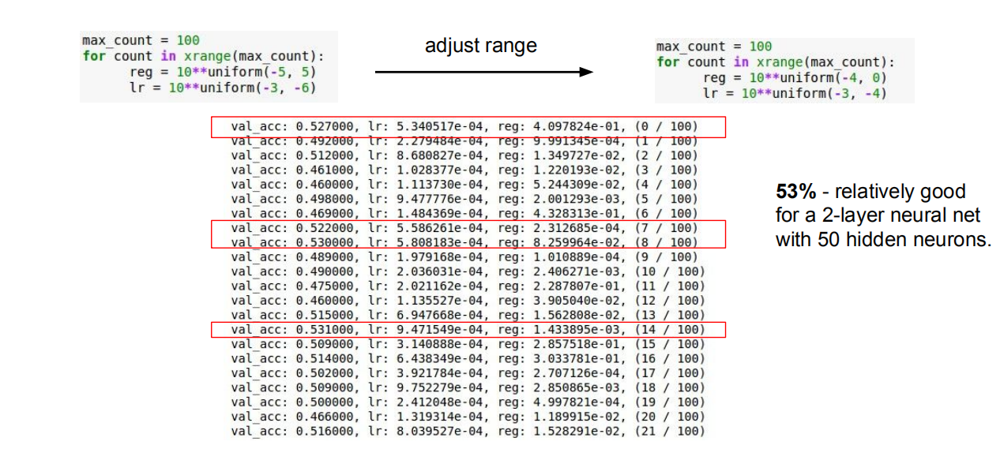 max_count = 100
for count in xrange(max_count):
reg = 10**uniform(-5, 5)
lr = 10**uniform(-3, -6)
adjust range
max_count = 100
for count in xrange(max_count):
reg = 10**uniform(-4, 0)
lr = 10**uniform(-3, -4)
val_acc: 0.527000, lr: 5.340517e-04, reg: 4.097824e-01, (0 / 100)
val_acc: 0.492000, lr: 2.279484e-04, reg: 9.991345e-04, (1 / 100)
val_acc: 0.512000, lr: 8.680827e-04, reg: 1.349727e-02, (2 / 100)
val_acc: 0.461000, lr: 1.028377e-04, reg: 1.220193e-02, (3 / 100)
val_acc: 0.460000, lr: 1.113730e-04, reg: 5.244309e-02, (4 / 100)
val_acc: 0.498000, lr: 9.477776e-04, reg: 2.001293e-03, (5 / 100)
val_acc: 0.469000, lr: 1.484369e-04, reg: 4.328313e-01, (6 / 100)
val_acc: 0.522000, lr: 5.586261e-04, reg: 2.312685e-04, (7 / 100)
val_acc: 0.530000, lr: 5.808183e-04, reg: 8.259964e-02, (8 / 100)
val_acc: 0.489000, lr: 1.979168e-04, reg: 1.010889e-04, (9 / 100)
val_acc: 0.490000, lr: 2.036031e-04, reg: 2.406271e-03, (10 / 100)
val_acc: 0.475000, lr: 2.021162e-04, reg: 2.287807e-01, (11 / 100)
val_acc: 0.460000, lr: 1.135527e-04, reg: 3.905040e-02, (12 / 100)
val_acc: 0.515000, lr: 6.947668e-04, reg: 1.562808e-02, (13 / 100)
val_acc: 0.531000, lr: 9.471549e-04, reg: 1.433895e-03, (14 / 100)
val_acc: 0.509000, lr: 3.140888e-04, reg: 2.857518e-01, (15 / 100)
val_acc: 0.514000, lr: 6.438349e-04, reg: 3.033781e-01, (16 / 100)
val_acc: 0.502000, lr: 3.921784e-04, reg: 2.707126e-04, (17 / 100)
val_acc: 0.509000, lr: 9.752279e-04, reg: 2.850865e-03, (18 / 100)
val_acc: 0.500000, lr: 2.412048e-04, reg: 4.997821e-04, (19 / 100)
val_acc: 0.466000, lr: 1.319314e-04, reg: 1.189915e-02, (20 / 100)
val_acc: 0.516000, lr: 8.039527e-04, reg: 1.528291e-02, (21 / 100)
53% - relatively good
for a 2-layer neural net
with 50 hidden neurons.